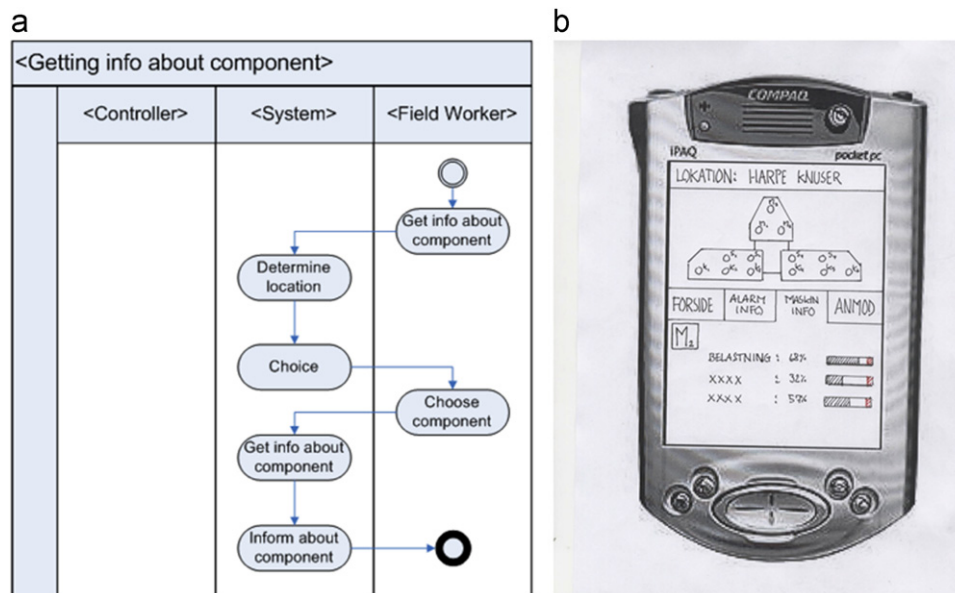 a
<Getting info about component>
<Controller>
<System>
<Field Worker>
Get info about
component
Determine
location
Choice
Choose
component
Get info about
component
Inform about
component
b
COMPAQ
iPAQ
pocket pc
LOKATION: HARPE KNUSER
FORSIDE
ALARM
INFO
MASKIN
INFO
ANMOD
BELASTNING : 68%
XXXX : 32%
XXXX : 57%